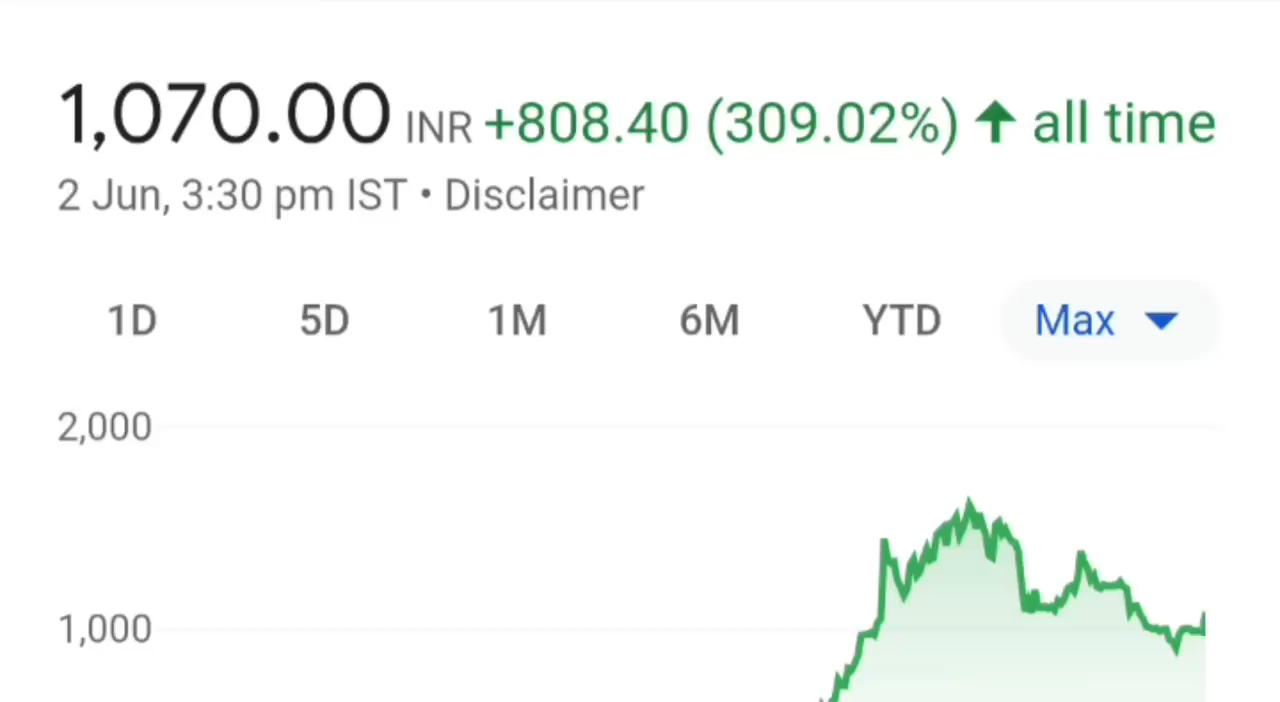 1,070.00 INR +808.40 (309.02%) ↑ all time
2 Jun, 3:30 pm IST • Disclaimer
1D 5D 1M 6M YTD Max
2,000
1,000